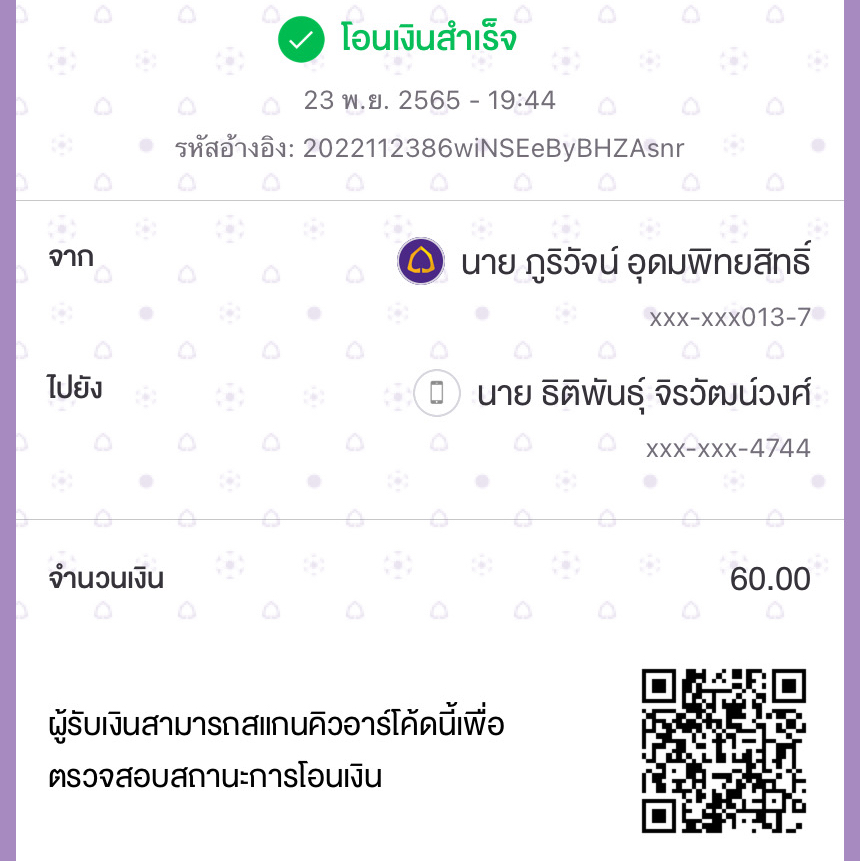 โอนเงินสำเร็จ
23 พ.ย. 2565 - 19:44
รหัสอ้างอิง: 2022112386wiNSEeByBHZAsnr
จาก
นาย ภูริวัจน์ อุดมพิทยสิทธิ์
xxx-xxx013-7
ไปยัง
นาย ธิติพันธุ์ จิรวัฒน์วงศ์
xxx-xxx-4744
จำนวนเงิน
60.00
ผู้รับเงินสามารถสแกนคิวอาร์โค้ดนี้เพื่อ
ตรวจสอบสถานะการโอนเงิน